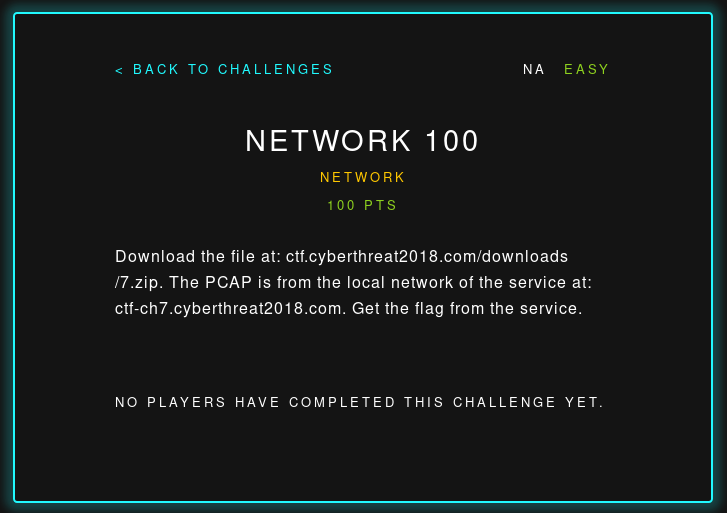 < BACK TO CHALLENGES NA EASY
NETWORK 100
NETWORK
100 PTS
Download the file at: ctf.cyberthreat2018.com/downloads
/7.zip. The PCAP is from the local network of the service at:
ctf-ch7.cyberthreat2018.com. Get the flag from the service.
NO PLAYERS HAVE COMPLETED THIS CHALLENGE YET.